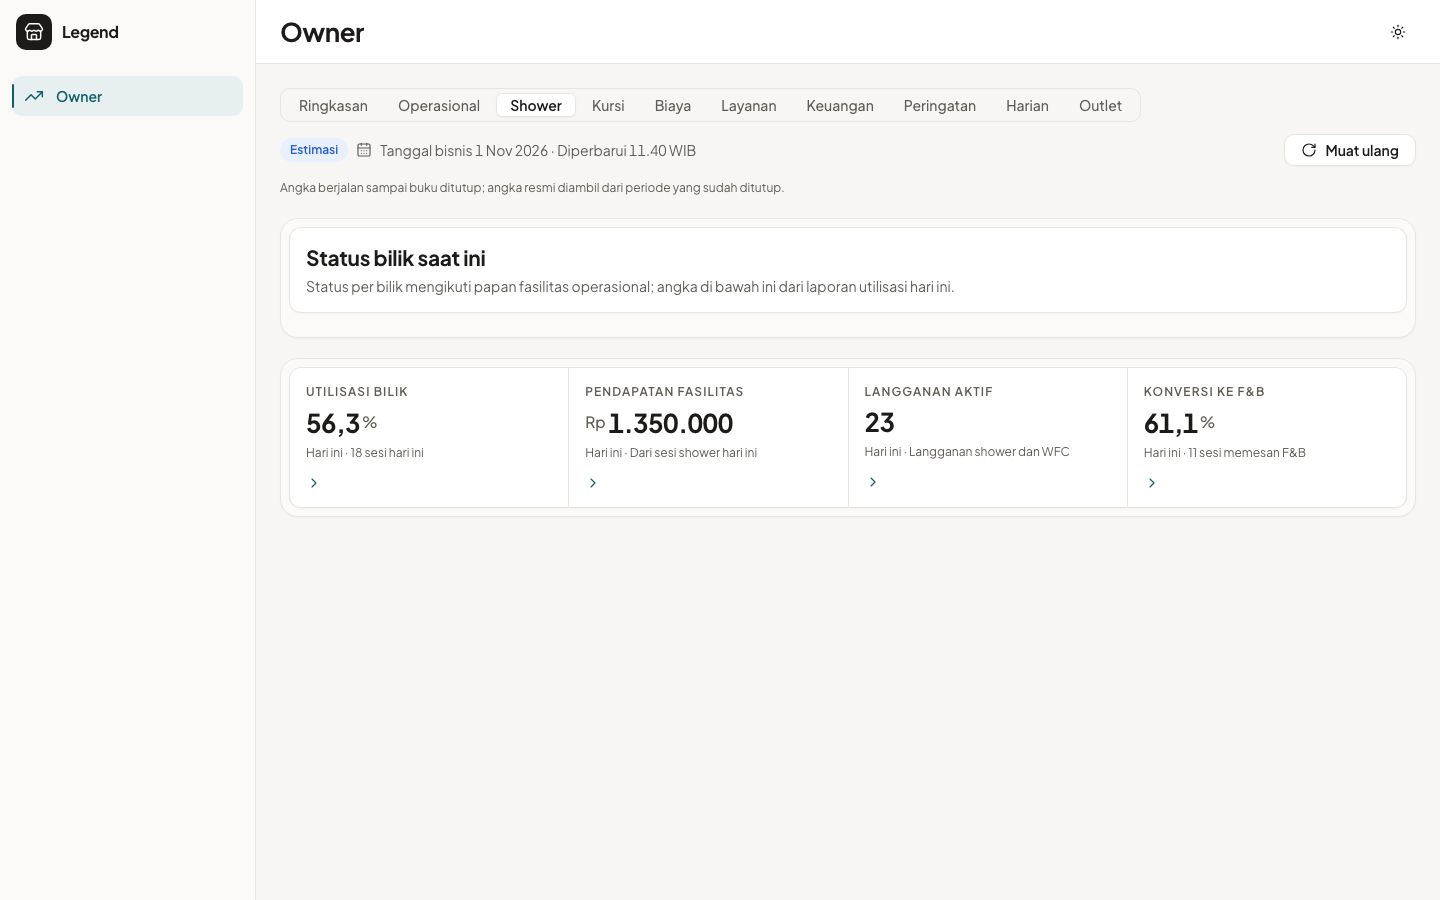 Legend
Owner
Owner
Ringkasan
Operasional
Shower
Kursi
Biaya
Layanan
Keuangan
Peringatan
Harian
Outlet
Estimasi
Tanggal bisnis 1 Nov 2026 · Diperbarui 11.40 WIB
Muat ulang
Angka berjalan sampai buku ditutup; angka resmi diambil dari periode yang sudah ditutup.
Status bilik saat ini
Status per bilik mengikuti papan fasilitas operasional; angka di bawah ini dari laporan utilisasi hari ini.
UTILISASI BILIK
56,3 %
Hari ini · 18 sesi hari ini
PENDAPATAN FASILITAS
Rp 1.350.000
Hari ini · Dari sesi shower hari ini
LANGGANAN AKTIF
23
Hari ini · Langganan shower dan WFC
KONVERSI KE F&B
61,1 %
Hari ini · 11 sesi memesan F&B